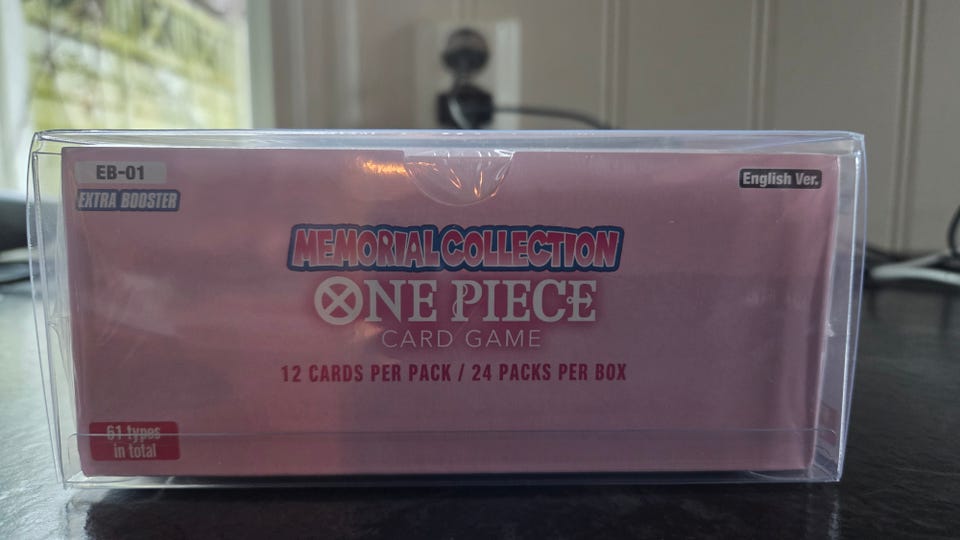 EB-01
EXTRA BOOSTER
English Ver.
MEMORIAL COLLECTION
ONE PIECE
CARD GAME
12 CARDS PER PACK / 24 PACKS PER BOX
61 types
in total